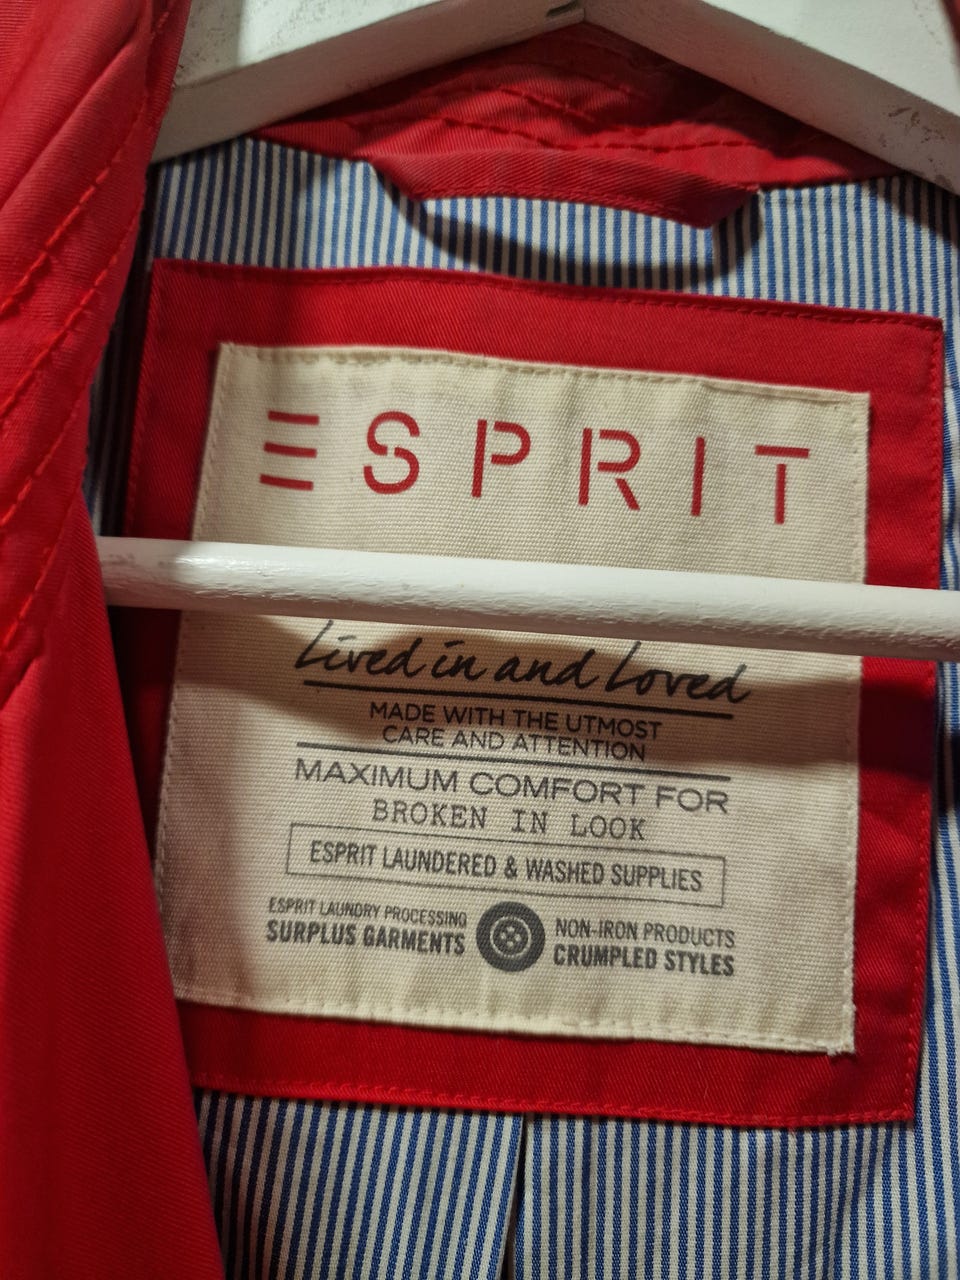 ESPRIT
Lived in and Loved
MADE WITH THE UTMOST
CARE AND ATTENTION
MAXIMUM COMFORT FOR
BROKEN IN LOOK
ESPRIT LAUNDERED & WASHED SUPPLIES
ESPRIT LAUNDRY PROCESSING
SURPLUS GARMENTS
NON-IRON PRODUCTS
CRUMPLED STYLES